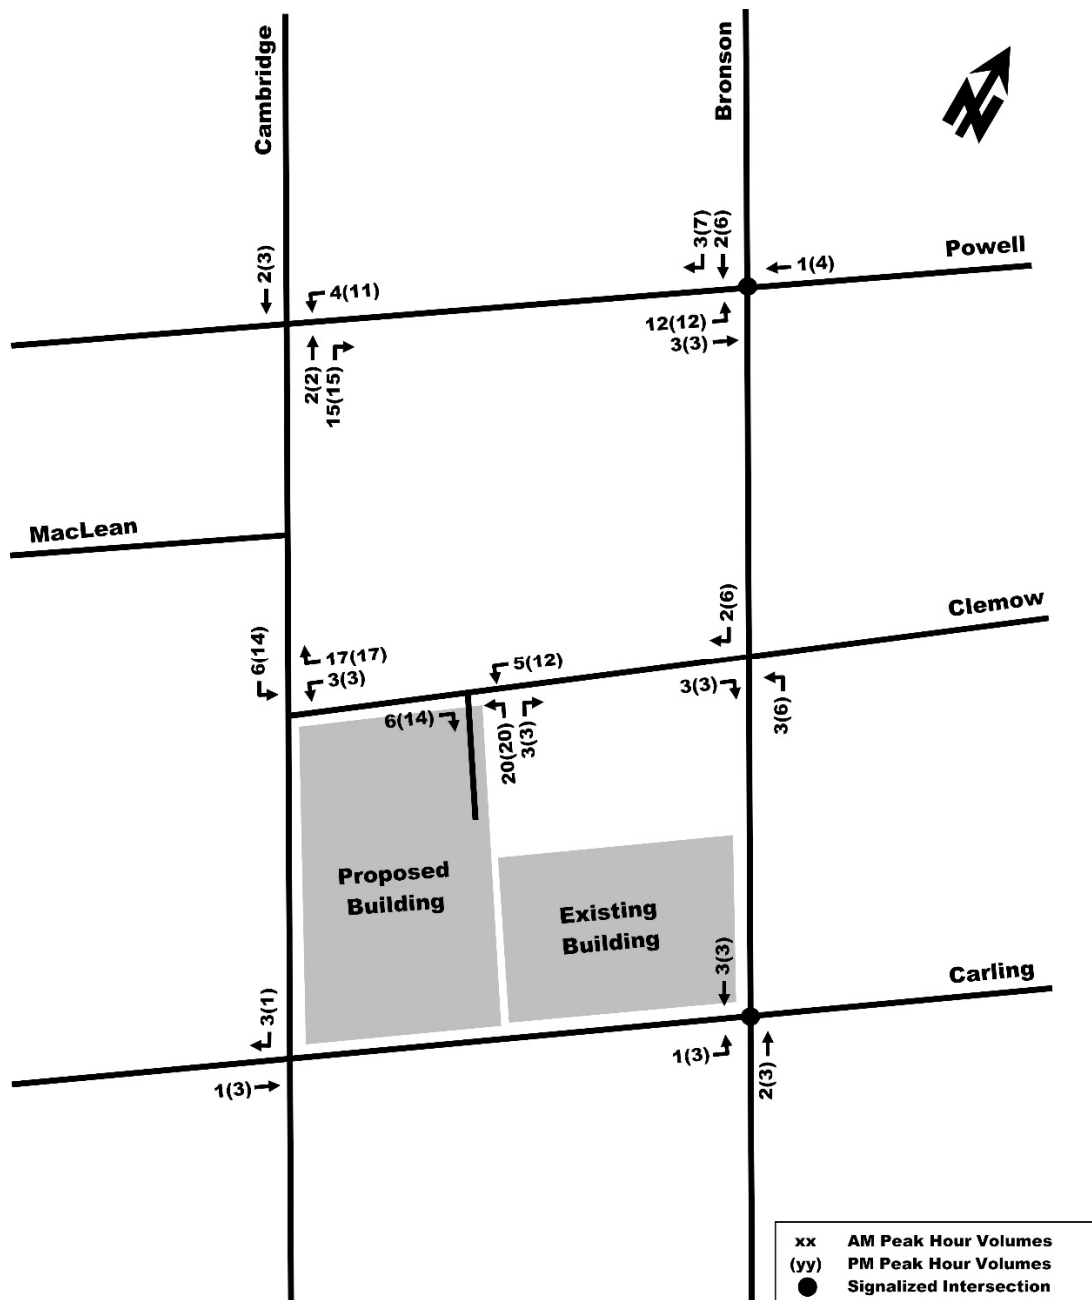 Cambridge
Bronson
N
2(3)
4(11)
3(7)
2(6)
1(4)
Powell
12(12)
3(3)
2(2)
15(15)
MacLean
6(14)
17(17)
3(3)
5(12)
2(6)
Clemow
6(14)
20(20)
3(3)
3(3)
3(6)
Proposed
Building
Existing
Building
3(3)
Carling
3(1)
1(3)
1(3)
2(3)
xx AM Peak Hour Volumes
(yy) PM Peak Hour Volumes
Signalized Intersection